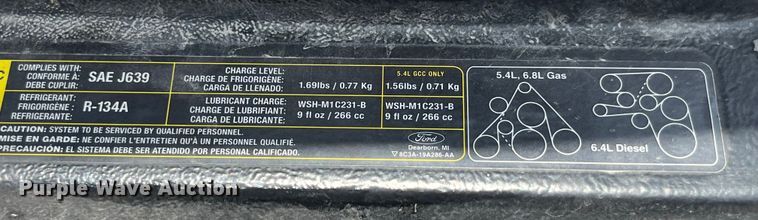 C
COMPLIES WITH:
CONFORME À:
DEBE CUPLIR:
SAE J639
CHARGE LEVEL:
CHARGE DE FRIGORIGÈNE:
CARGA DE LLENADO:
1.69lbs / 0.77 Kg
5.4L GCC ONLY
1.56lbs / 0.71 Kg
REFRIGERANT:
FRIGORIGÈNE :
REFRIGERANTE:
R-134A
LUBRICANT CHARGE:
CHARGE DE LUBRIFIANT:
CARGA DE LUBRICANTE:
WSH-M1C231-B
9 fl oz / 266 cc
WSH-M1C231-B
9 fl oz / 266 cc
CAUTION: SYSTEM TO BE SERVICED BY QUALIFIED PERSONNEL.
MISE EN GARDE: NE CONFIER L'ENTRETIEN QU'À UN PERSONNEL QUALIFIÉ.
PRECAUCIÓN: EL SISTEMA DEBE SER ATENDIDO POR PERSONAL CALIFICADO.
Ford
Dearborn, MI
8C3A-19A286-AA
5.4L, 6.8L Gas
6.4L Diesel
Purple Wave Auction